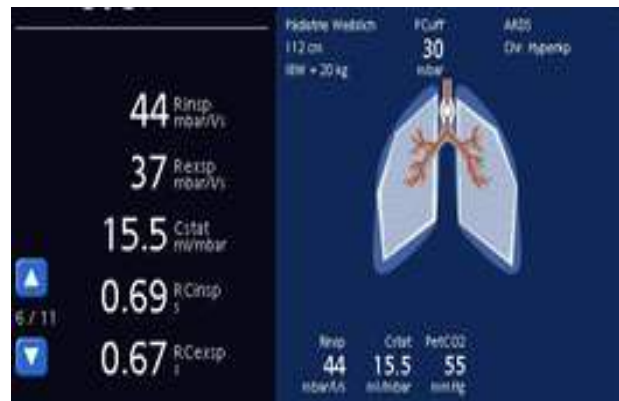 44 Rinsp
mbar/l/s
37 Rexsp
mbar/l/s
15.5 Cstat
ml/mbar
0.69 RCinsp
s
6 / 11
0.67 RCexsp
s
Pädiatrie Weiblich
112 cm
IBW = 20 kg
PCuff
30
mbar
ARDS
Chr. Hyperkp
Rinsp
44
mbar/l/s
Cstat
15.5
ml/mbar
PetCO2
55
mmHg